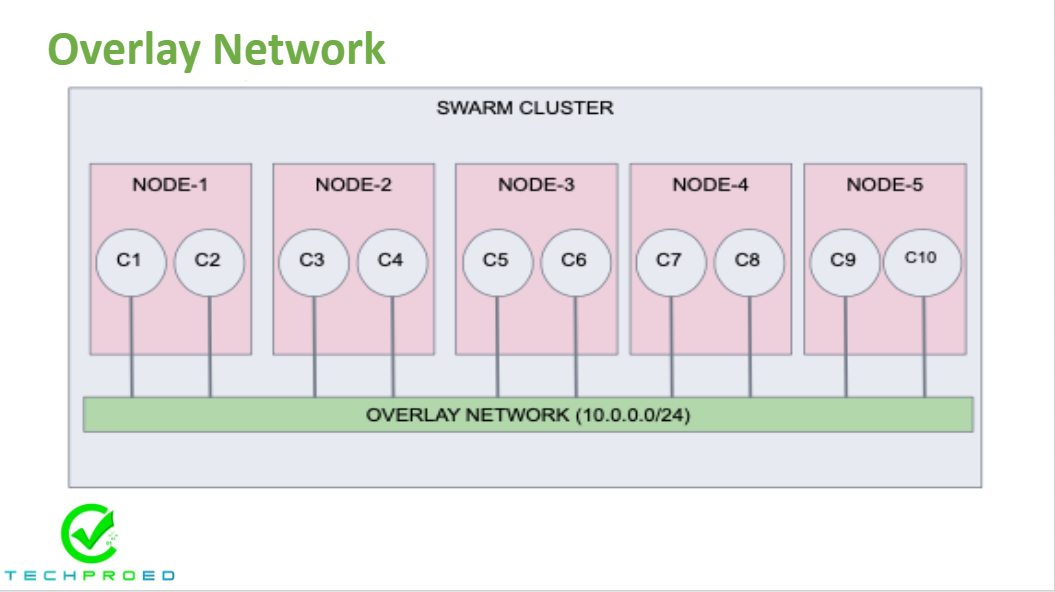 Overlay Network
SWARM CLUSTER
NODE-1 NODE-2 NODE-3 NODE-4 NODE-5
C1 C2 C3 C4 C5 C6 C7 C8 C9 C10
OVERLAY NETWORK (10.0.0.0/24)
TECHPROED